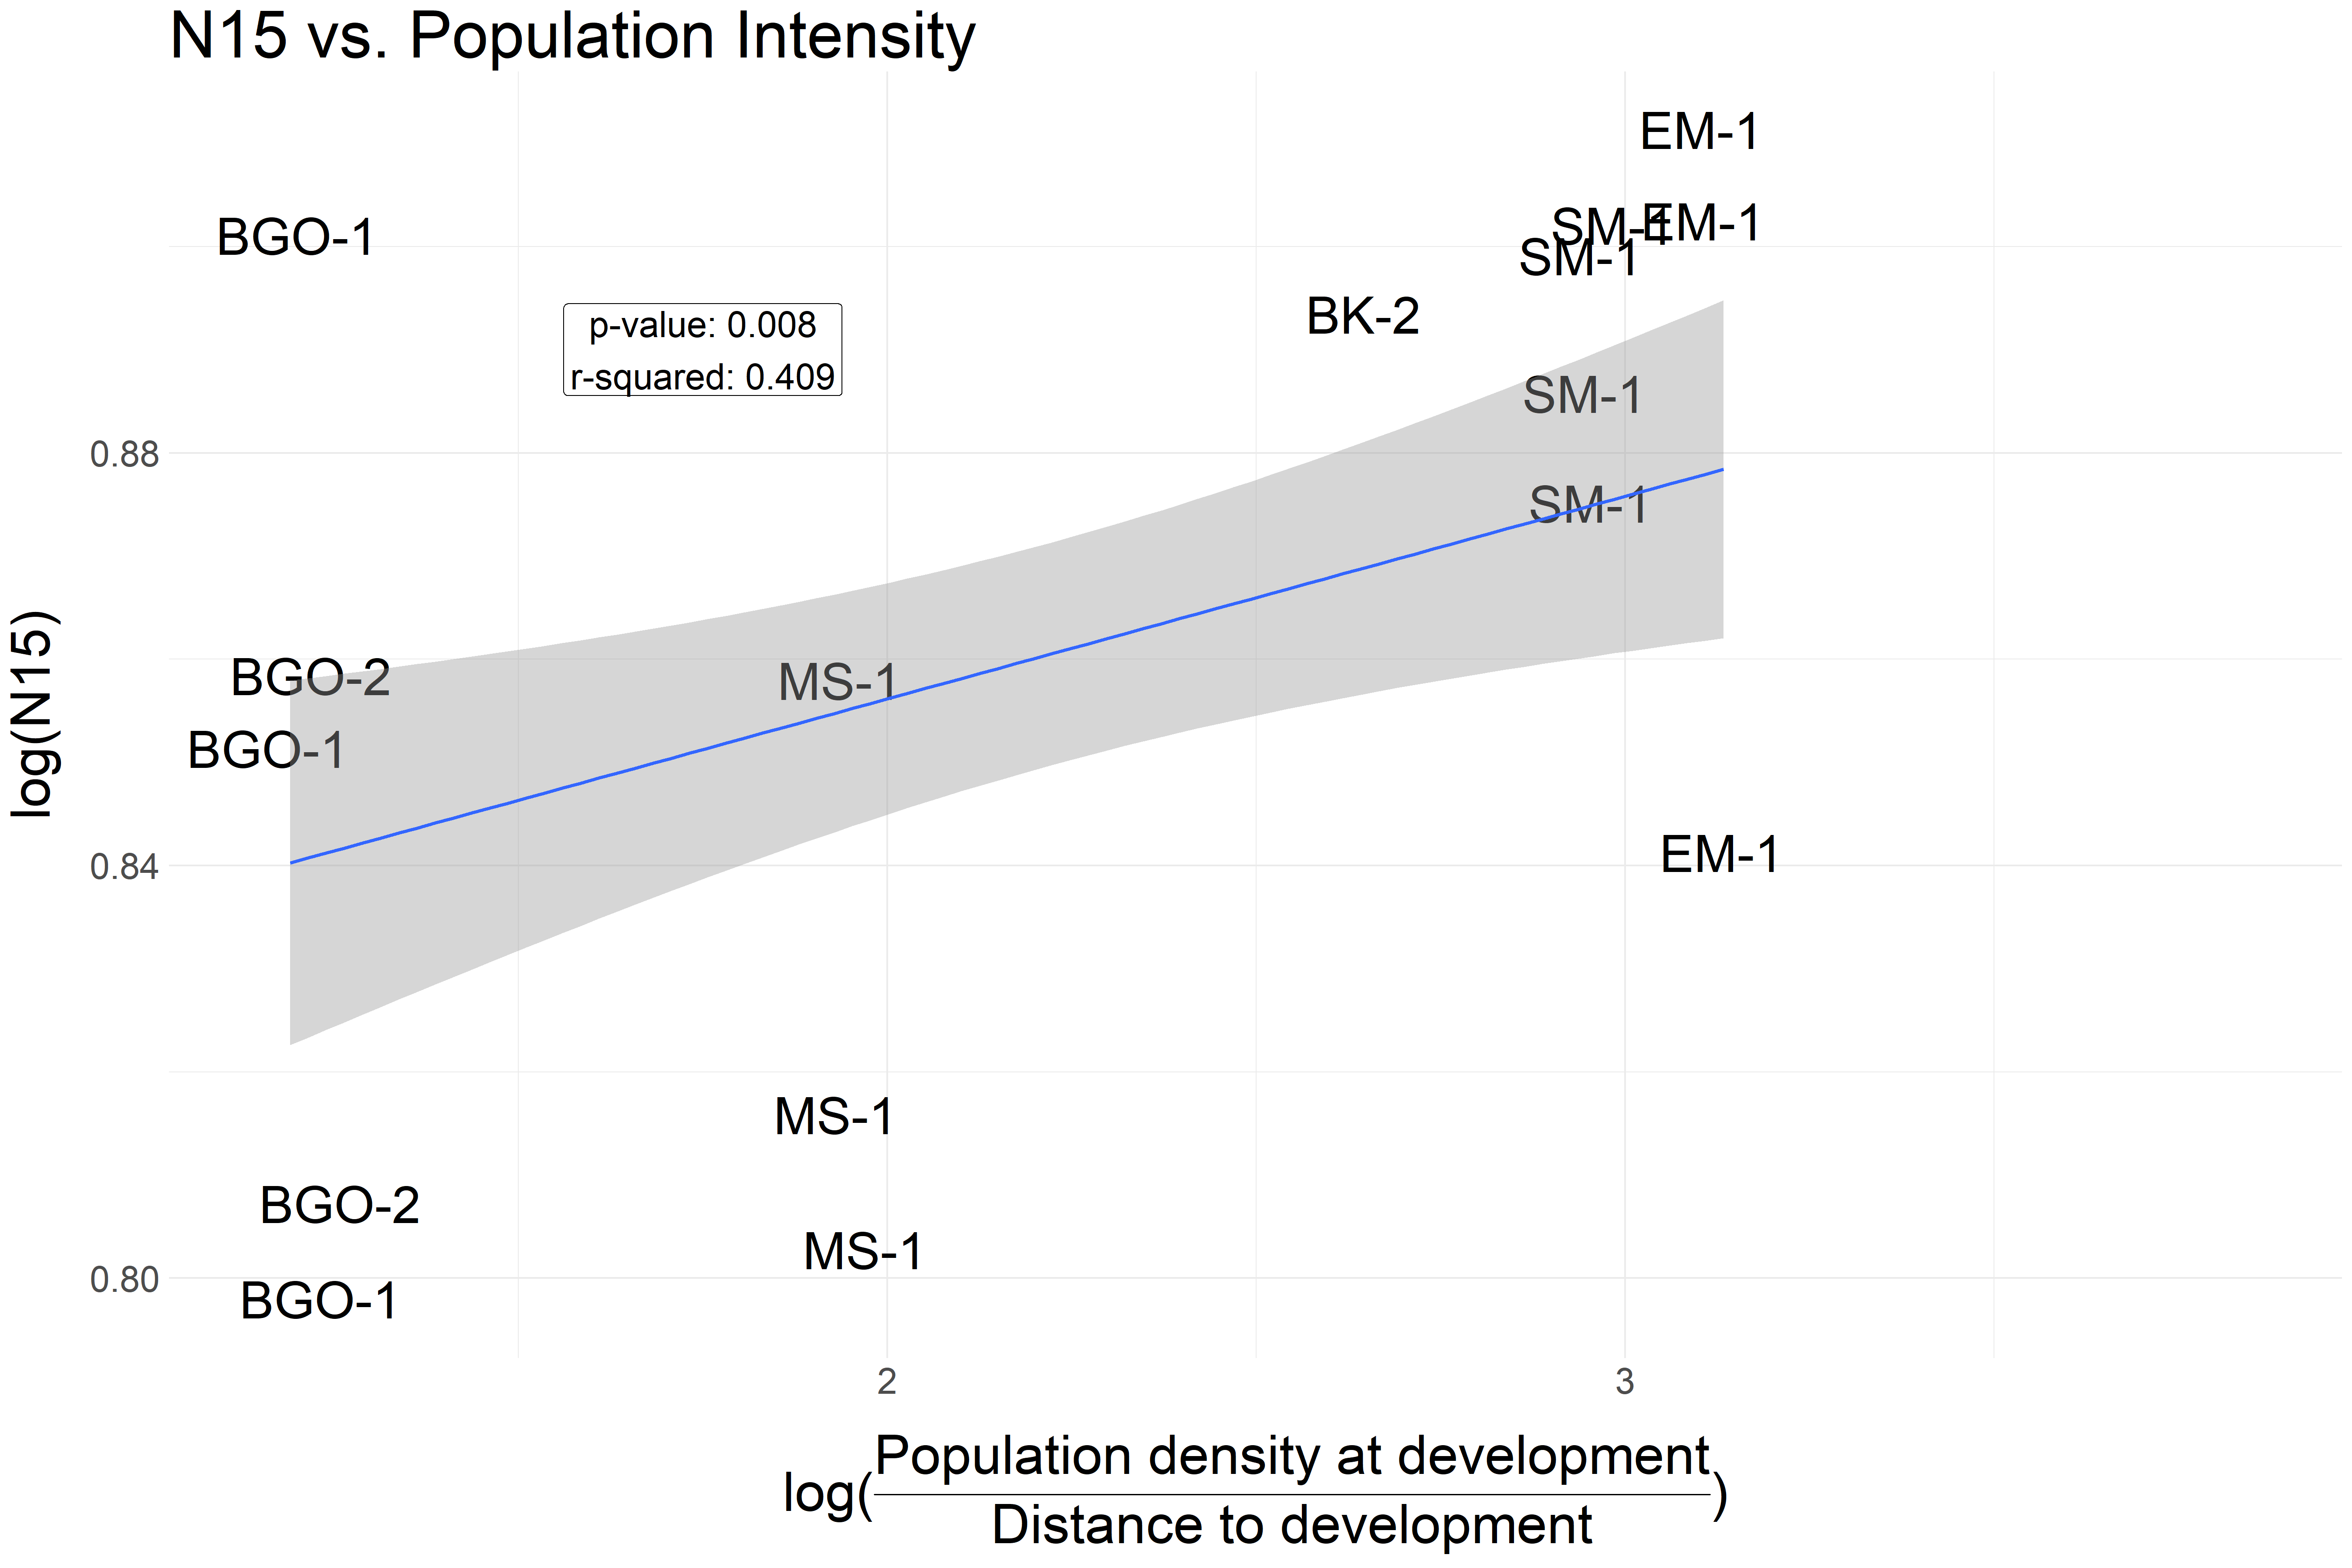 N15 vs. Population Intensity
EM-1
SM-1
EM-1
BGO-1
SM-1
BK-2
p-value: 0.008
r-squared: 0.409
SM-1
0.88
SM-1
BGO-2
MS-1
log(N15)
BGO-1
EM-1
0.84
MS-1
BGO-2
MS-1
0.80
BGO-1
2
3
log(Population density at development
Distance to development)